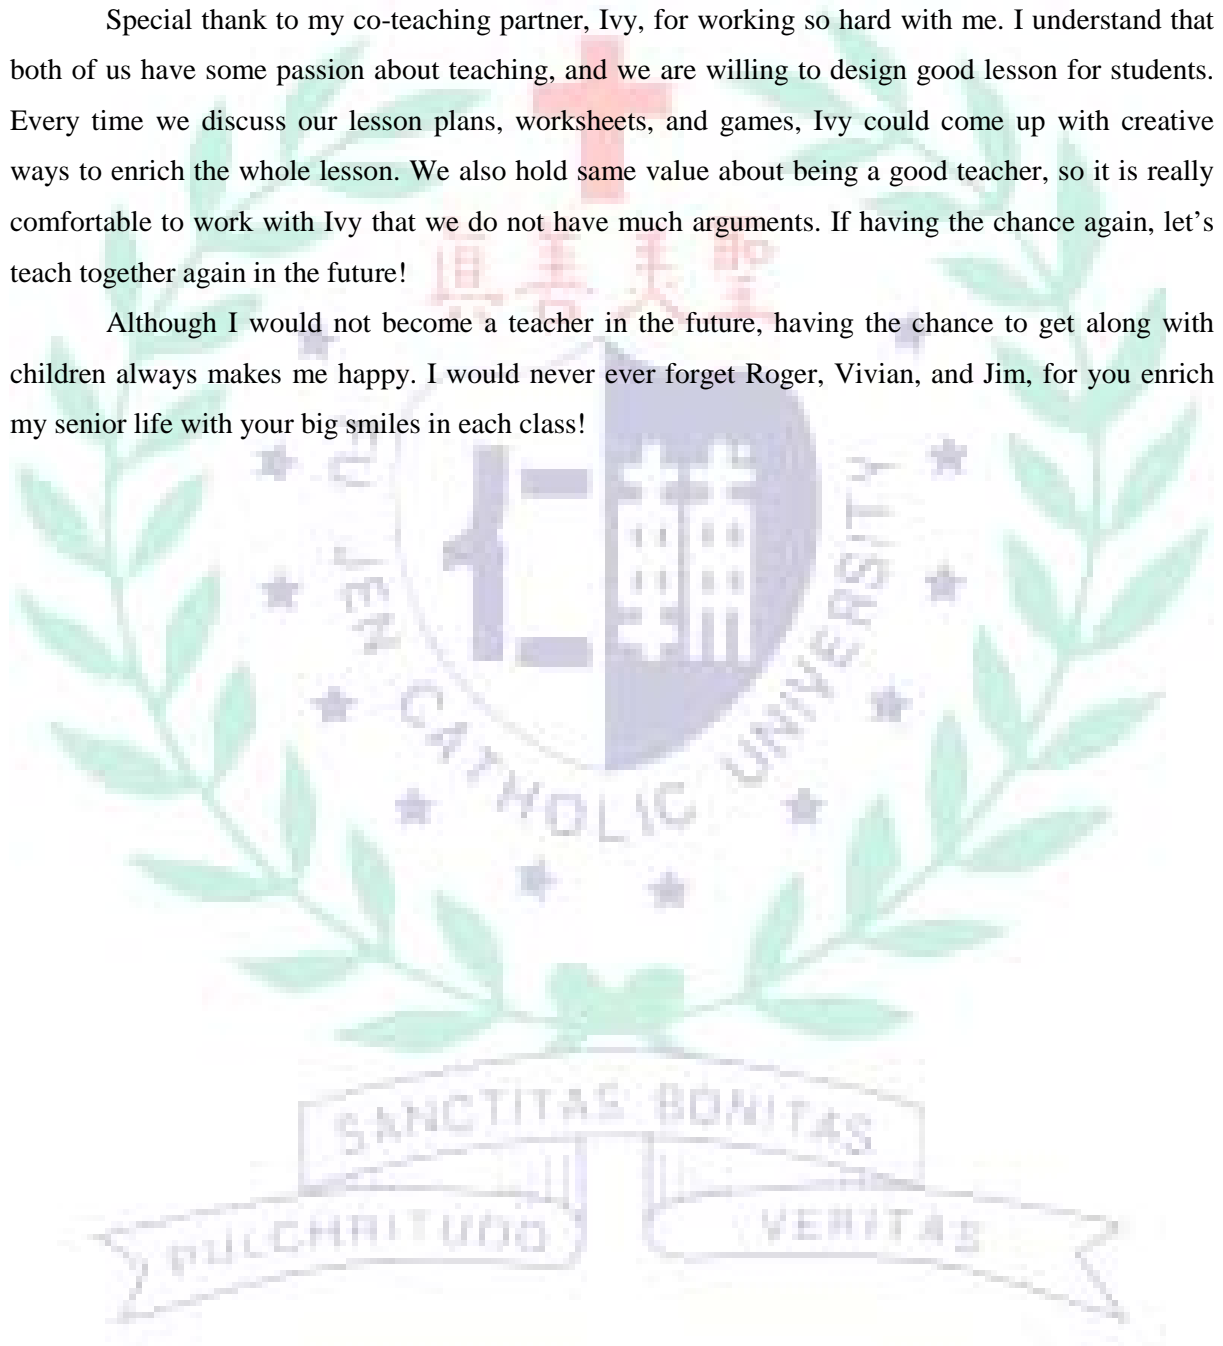 Special thank to my co-teaching partner, Ivy, for working so hard with me. I understand that
both of us have some passion about teaching, and we are willing to design good lesson for students.
Every time we discuss our lesson plans, worksheets, and games, Ivy could come up with creative
ways to enrich the whole lesson. We also hold same value about being a good teacher, so it is really
comfortable to work with Ivy that we do not have much arguments. If having the chance again, let's
teach together again in the future!
真善美聖
Although I would not become a teacher in the future, having the chance to get along with
children always makes me happy. I would never ever forget Roger, Vivian, and Jim, for you enrich
my senior life with your big smiles in each class!
FU JEN CATHOLIC UNIVERSITY
SANCTITAS BONITAS
PULCHRITUDO VERITAS